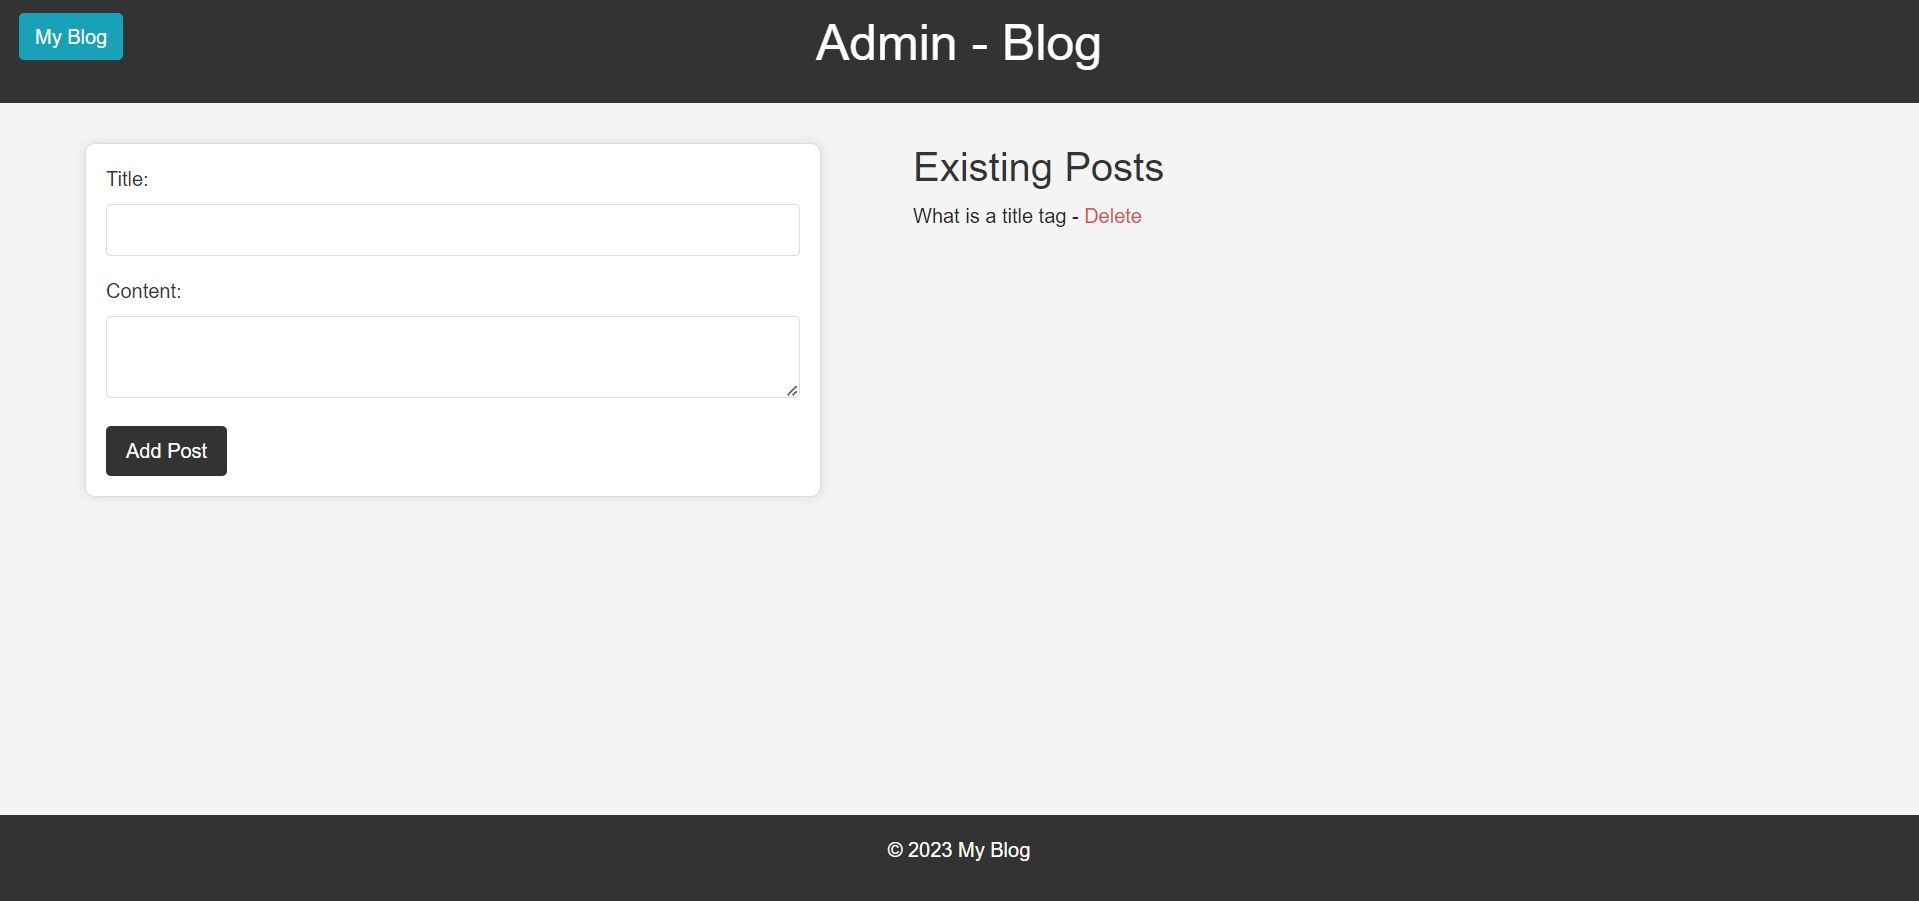 My Blog
Admin - Blog
Title:
Content:
Add Post
Existing Posts
What is a title tag - Delete
© 2023 My Blog